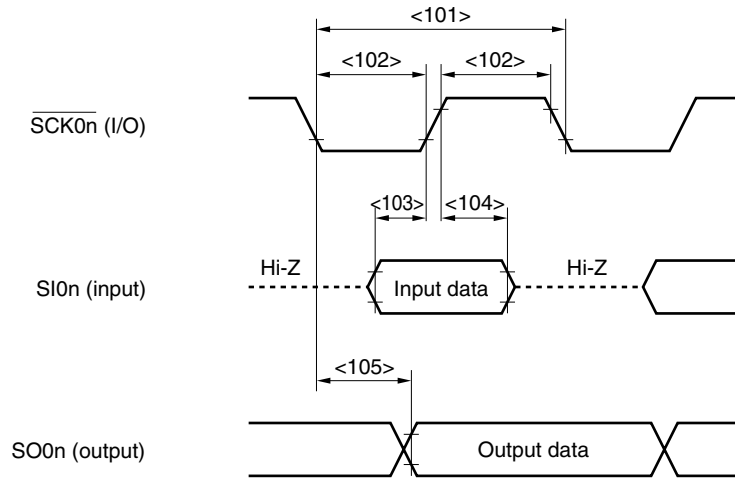 <101>
<102> <102>
SCK0n (I/O)
<103> <104>
Hi-Z Hi-Z
SI0n (input) Input data
<105>
SO0n (output) Output data